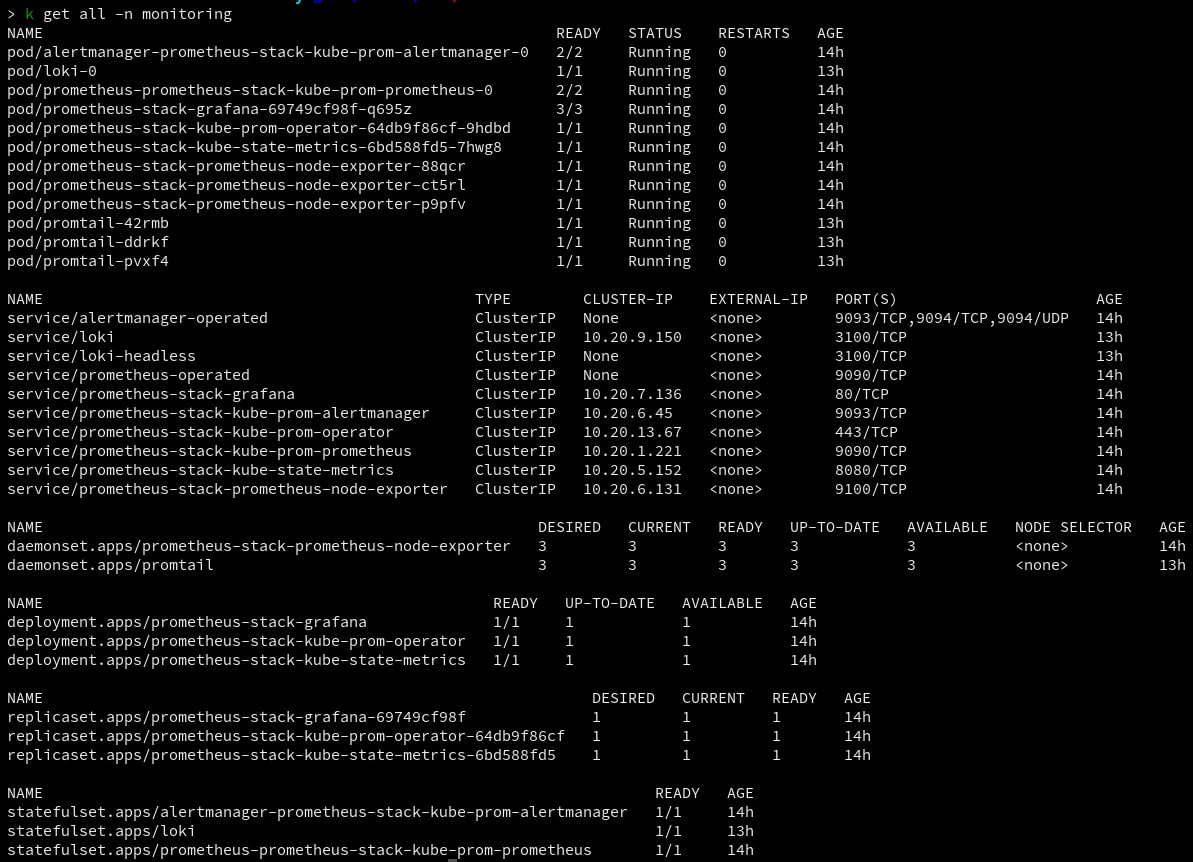 > k get all -n monitoring
NAME READY STATUS RESTARTS AGE
pod/alertmanager-prometheus-stack-kube-prom-alertmanager-0 2/2 Running 0 14h
pod/loki-0 1/1 Running 0 13h
pod/prometheus-prometheus-stack-kube-prom-prometheus-0 2/2 Running 0 14h
pod/prometheus-stack-grafana-69749cf98f-q695z 3/3 Running 0 14h
pod/prometheus-stack-kube-prom-operator-64db9f86cf-9hdbd 1/1 Running 0 14h
pod/prometheus-stack-kube-state-metrics-6bd588fd5-7hwg8 1/1 Running 0 14h
pod/prometheus-stack-prometheus-node-exporter-88qcr 1/1 Running 0 14h
pod/prometheus-stack-prometheus-node-exporter-ct5rl 1/1 Running 0 14h
pod/prometheus-stack-prometheus-node-exporter-p9pfv 1/1 Running 0 14h
pod/promtail-42rmb 1/1 Running 0 13h
pod/promtail-ddrkf 1/1 Running 0 13h
pod/promtail-pvxf4 1/1 Running 0 13h
NAME TYPE CLUSTER-IP EXTERNAL-IP PORT(S) AGE
service/alertmanager-operated ClusterIP None <none> 9093/TCP,9094/TCP,9094/UDP 14h
service/loki ClusterIP 10.20.9.150 <none> 3100/TCP 13h
service/loki-headless ClusterIP None <none> 3100/TCP 13h
service/prometheus-operated ClusterIP None <none> 9090/TCP 14h
service/prometheus-stack-grafana ClusterIP 10.20.7.136 <none> 80/TCP 14h
service/prometheus-stack-kube-prom-alertmanager ClusterIP 10.20.6.45 <none> 9093/TCP 14h
service/prometheus-stack-kube-prom-operator ClusterIP 10.20.13.67 <none> 443/TCP 14h
service/prometheus-stack-kube-prom-prometheus ClusterIP 10.20.1.221 <none> 9090/TCP 14h
service/prometheus-stack-kube-state-metrics ClusterIP 10.20.5.152 <none> 8080/TCP 14h
service/prometheus-stack-prometheus-node-exporter ClusterIP 10.20.6.131 <none> 9100/TCP 14h
NAME DESIRED CURRENT READY UP-TO-DATE AVAILABLE NODE SELECTOR AGE
daemonset.apps/prometheus-stack-prometheus-node-exporter 3 3 3 3 3 <none> 14h
daemonset.apps/promtail 3 3 3 3 3 <none> 13h
NAME READY UP-TO-DATE AVAILABLE AGE
deployment.apps/prometheus-stack-grafana 1/1 1 1 14h
deployment.apps/prometheus-stack-kube-prom-operator 1/1 1 1 14h
deployment.apps/prometheus-stack-kube-state-metrics 1/1 1 1 14h
NAME DESIRED CURRENT READY AGE
replicaset.apps/prometheus-stack-grafana-69749cf98f 1 1 1 14h
replicaset.apps/prometheus-stack-kube-prom-operator-64db9f86cf 1 1 1 14h
replicaset.apps/prometheus-stack-kube-state-metrics-6bd588fd5 1 1 1 14h
NAME READY AGE
statefulset.apps/alertmanager-prometheus-stack-kube-prom-alertmanager 1/1 14h
statefulset.apps/loki 1/1 13h
statefulset.apps/prometheus-prometheus-stack-kube-prom-prometheus 1/1 14h